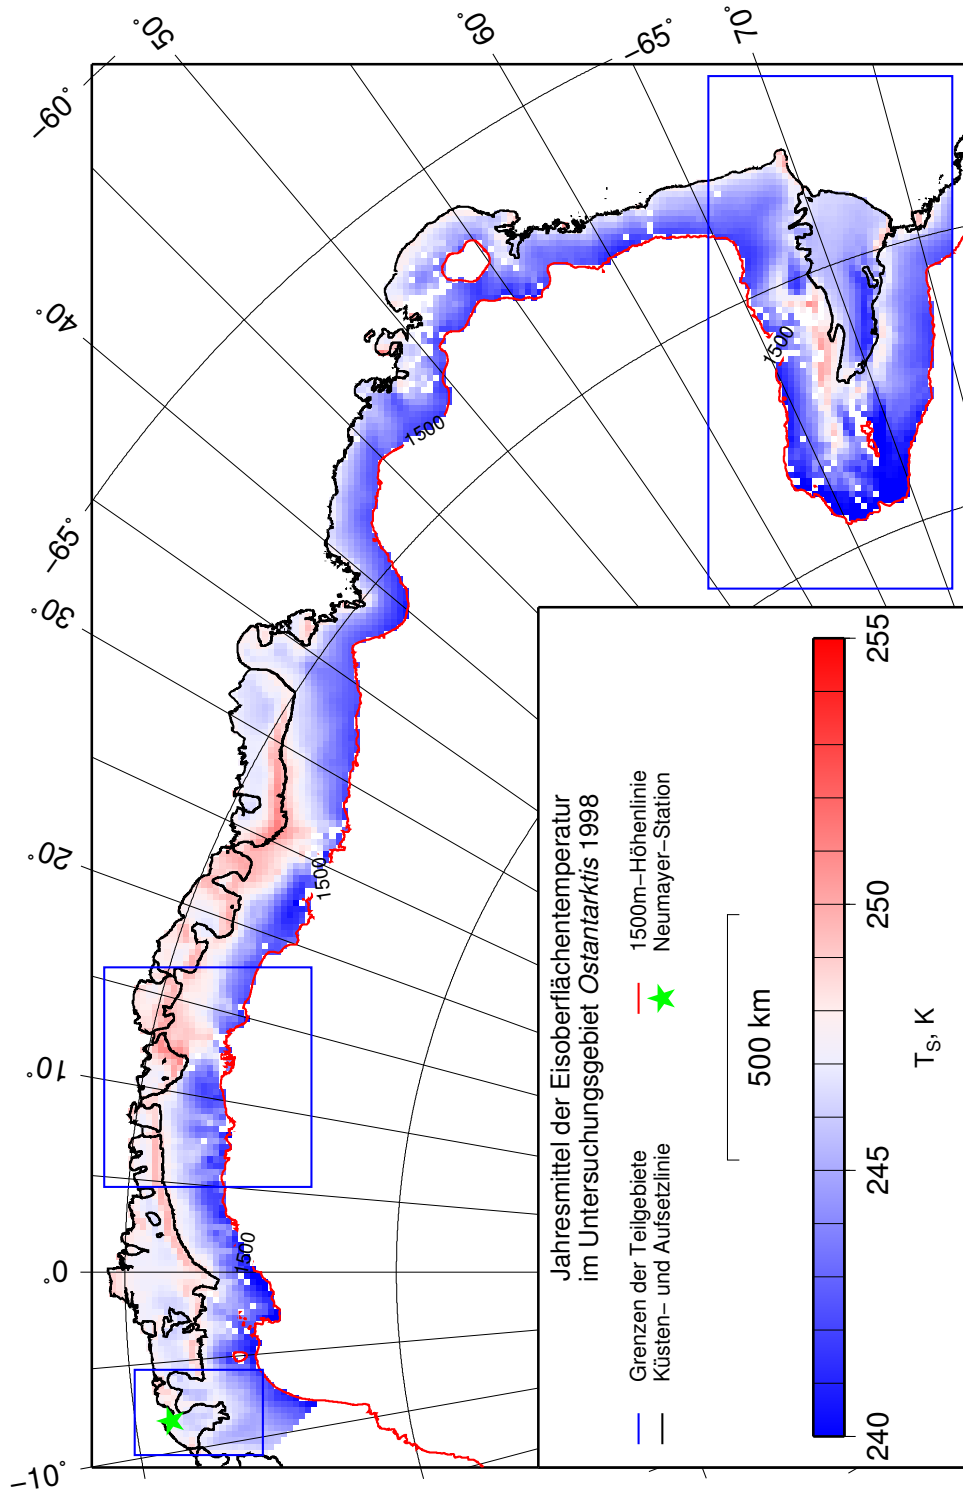 −10°
0°
10°
20°
30°
−65°
40°
−60°
50°
60°
−65°
70°
1500
1500
1500
1500
Jahresmittel der Eisoberflächentemperatur
im Untersuchungsgebiet Ostantarktis 1998
Grenzen der Teilgebiete
Küsten− und Aufsetzlinie
1500m−Höhenlinie
Neumayer−Station
500 km
240
245
250
255
T_S, K